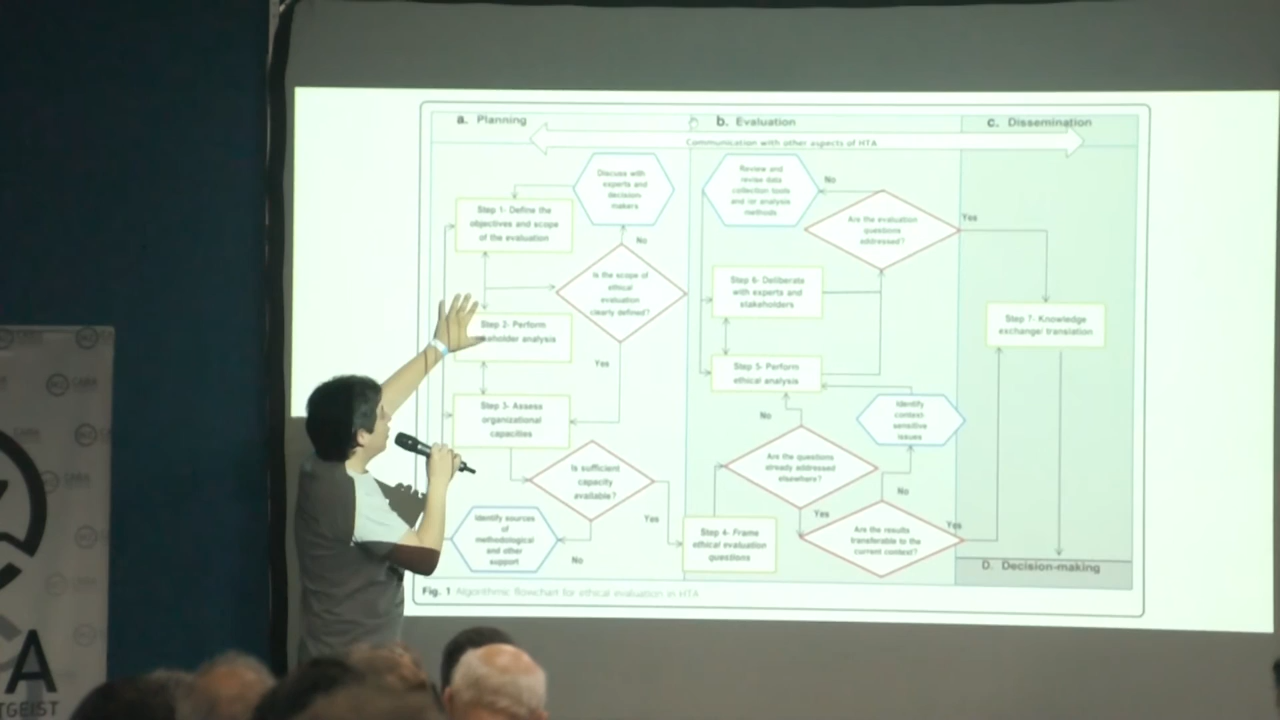 a. Planning
b. Evaluation
c. Dissemination
Communication with other aspects of HTA
Discuss with
experts and
decision-
makers
Step 1- Define the
objectives and scope
of the evaluation
No
Is the scope of
ethical
evaluation
clearly defined?
Step 2- Perform
keholder analysis
Yes
Step 3- Assess
organizational
capacities
Is sufficient
capacity
available?
Yes
No
Identify sources
of
methodological
and other
support
Review and
revise data
collection tools
and /or analysis
methods
No
Are the evaluation
questions
addressed?
Yes
Step 6- Deliberate
with experts and
stakeholders
Step 5- Perform
ethical analysis
No
Identify
context-
sensitive
issues
Are the questions
already addressed
elsewhere?
Yes
No
Step 4- Frame
ethical evaluation
questions
Are the results
transferable to the
current context?
Yes
Step 7- Knowledge
exchange/ translation
D. Decision-making
Fig. 1 Algorithmic flowchart for ethical evaluation in HTA
A
TGEIST